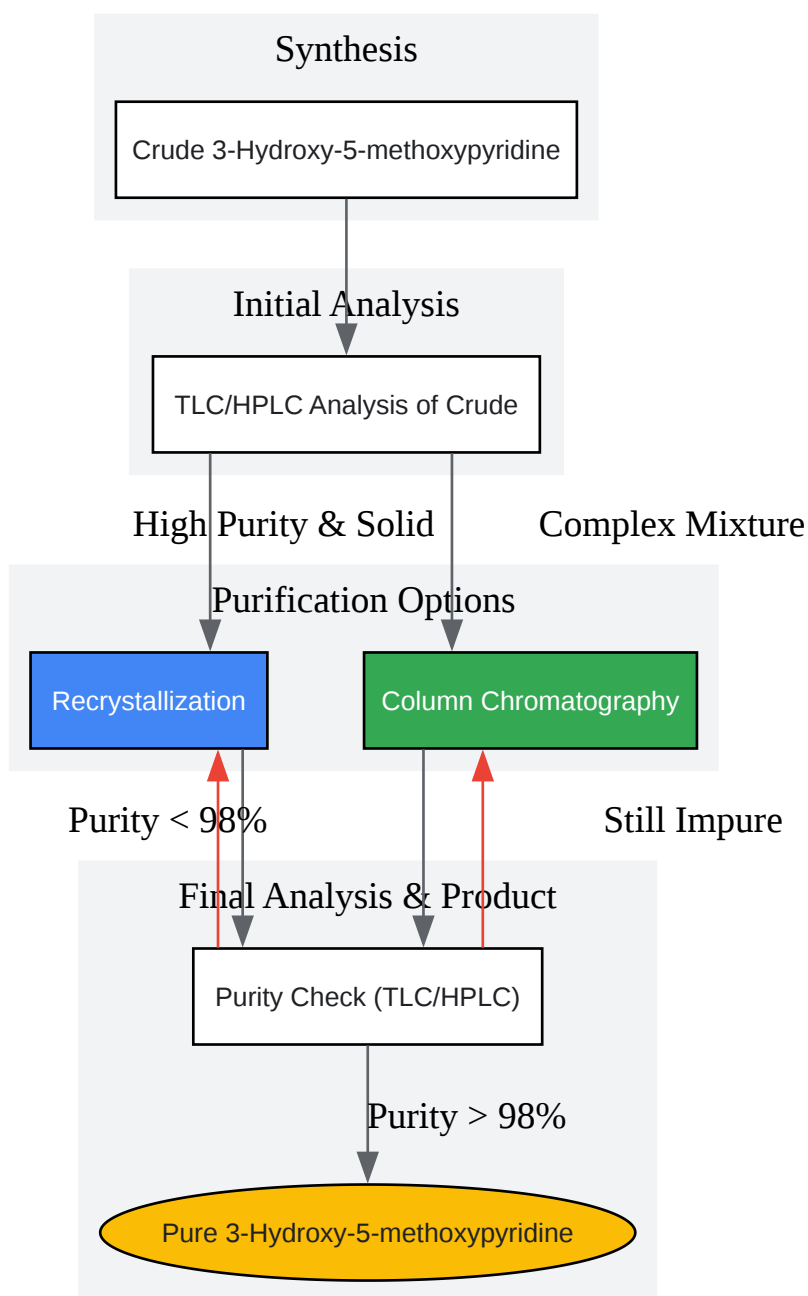 Synthesis
Crude 3-Hydroxy-5-methoxypyridine
Initial Analysis
TLC/HPLC Analysis of Crude
High Purity & Solid
Complex Mixture
Purification Options
Recrystallization
Column Chromatography
Purity < 98%
Still Impure
Final Analysis & Product
Purity Check (TLC/HPLC)
Purity > 98%
Pure 3-Hydroxy-5-methoxypyridine